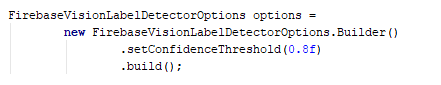 FirebaseVisionLabelDetectorOptions options =
new FirebaseVisionLabelDetectorOptions.Builder()
.setConfidenceThreshold(0.8f)
.build();